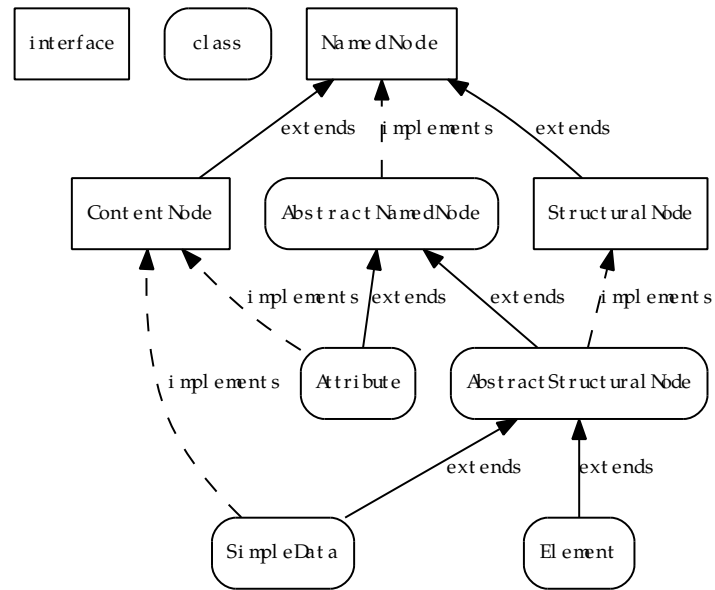 interface
class
NamedNode
extends
implements
extends
ContentNode
AbstractNamedNode
StructuralNode
implements
extends
extends
implements
implements
Attribute
AbstractStructuralNode
extends
extends
SimpleData
Element